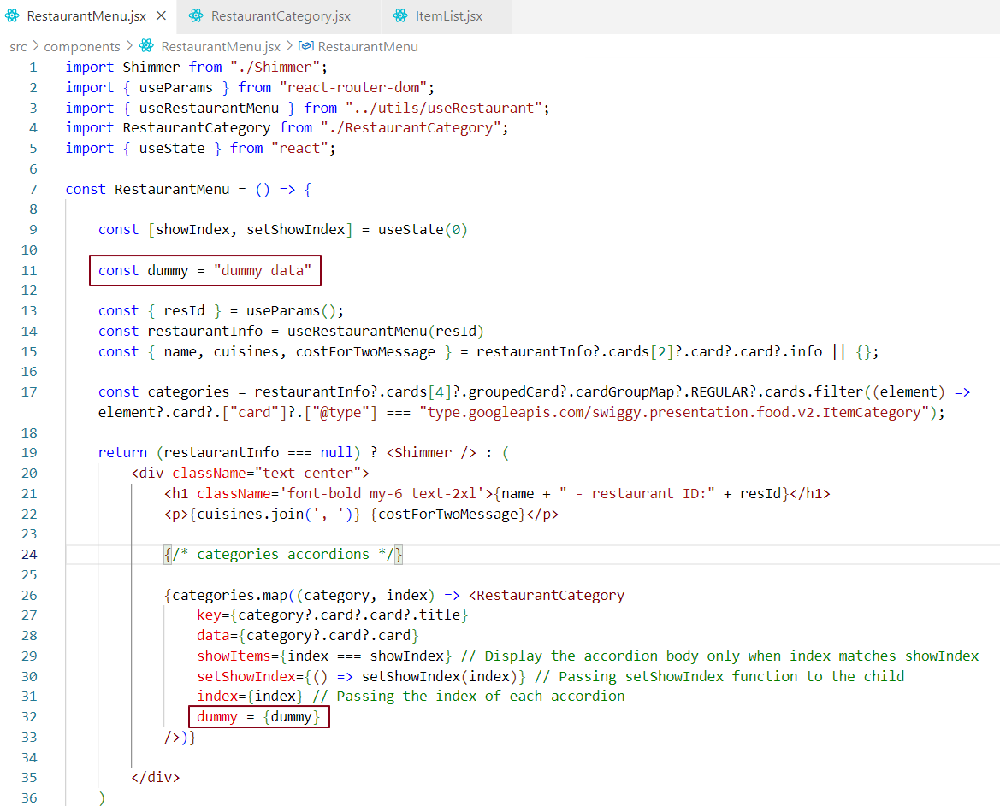 RestaurantMenu.jsx ✕ RestaurantCategory.jsx ItemList.jsx
src > components > RestaurantMenu.jsx > RestaurantMenu
1 import Shimmer from "./Shimmer";
2 import { useParams } from "react-router-dom";
3 import { useRestaurantMenu } from "../utils/useRestaurant";
4 import RestaurantCategory from "./RestaurantCategory";
5 import { useState } from "react";
6
7 const RestaurantMenu = () => {
8
9 const [showIndex, setShowIndex] = useState(0)
10
11 const dummy = "dummy data"
12
13 const { resId } = useParams();
14 const restaurantInfo = useRestaurantMenu(resId)
15 const { name, cuisines, costForTwoMessage } = restaurantInfo?.cards[2]?.card?.card?.info || {};
16
17 const categories = restaurantInfo?.cards[4]?.groupedCard?.cardGroupMap?.REGULAR?.cards.filter((element) =>
element?.card?.["card"]?.["@type"] === "type.googleapis.com/swiggy.presentation.food.v2.ItemCategory");
18
19 return (restaurantInfo === null) ? <Shimmer /> : (
20 <div className="text-center">
21 <h1 className='font-bold my-6 text-2xl'>{name + " - restaurant ID:" + resId}</h1>
22 <p>{cuisines.join(', ')}-{costForTwoMessage}</p>
23
24 {/* categories accordions */}
25
26 {categories.map((category, index) => <RestaurantCategory
27 key={category?.card?.card?.title}
28 data={category?.card?.card}
29 showItems={index === showIndex} // Display the accordion body only when index matches showIndex
30 setShowIndex={() => setShowIndex(index)} // Passing setShowIndex function to the child
31 index={index} // Passing the index of each accordion
32 dummy = {dummy}
33 />)}
34
35 </div>
36 )